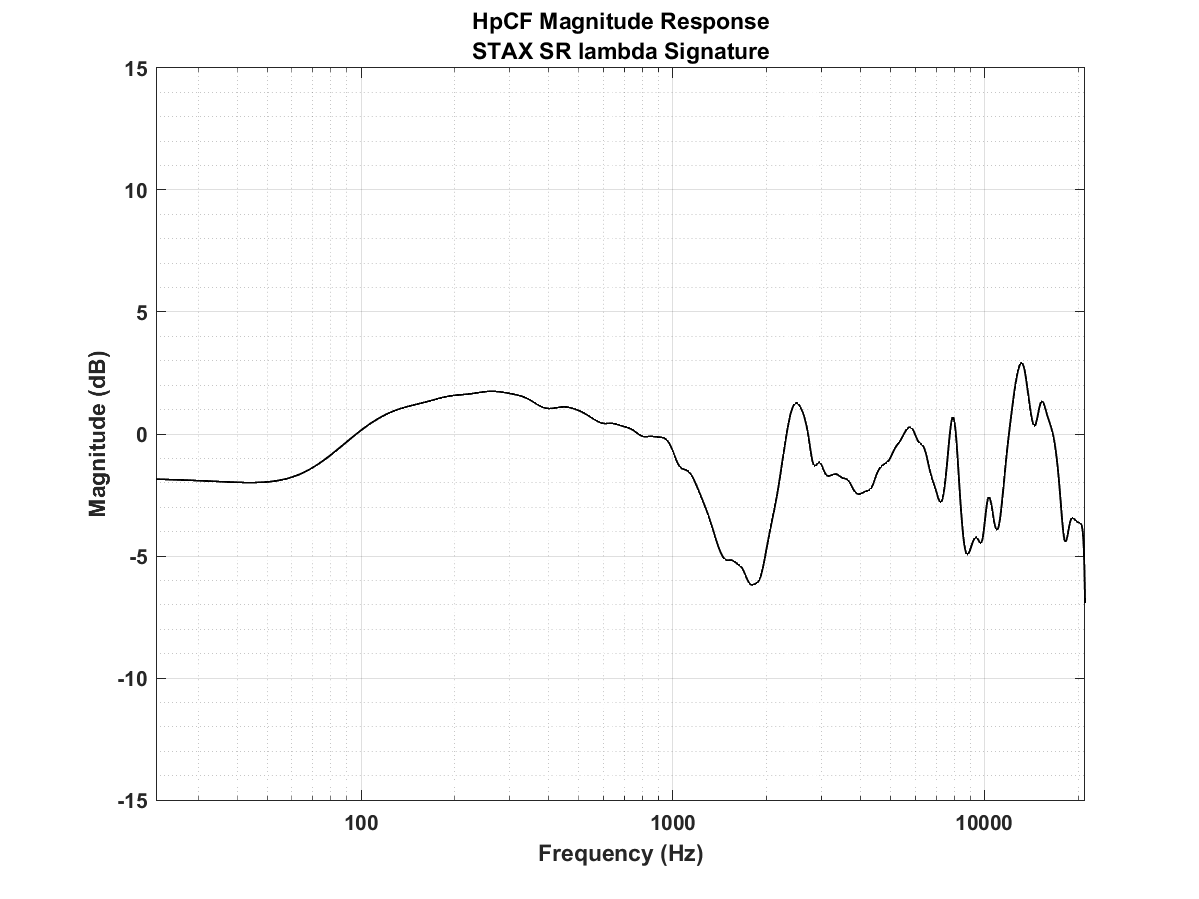 HpCF Magnitude Response
STAX SR lambda Signature
15
10
5
0
-5
-10
-15
Magnitude (dB)
100
1000
10000
Frequency (Hz)